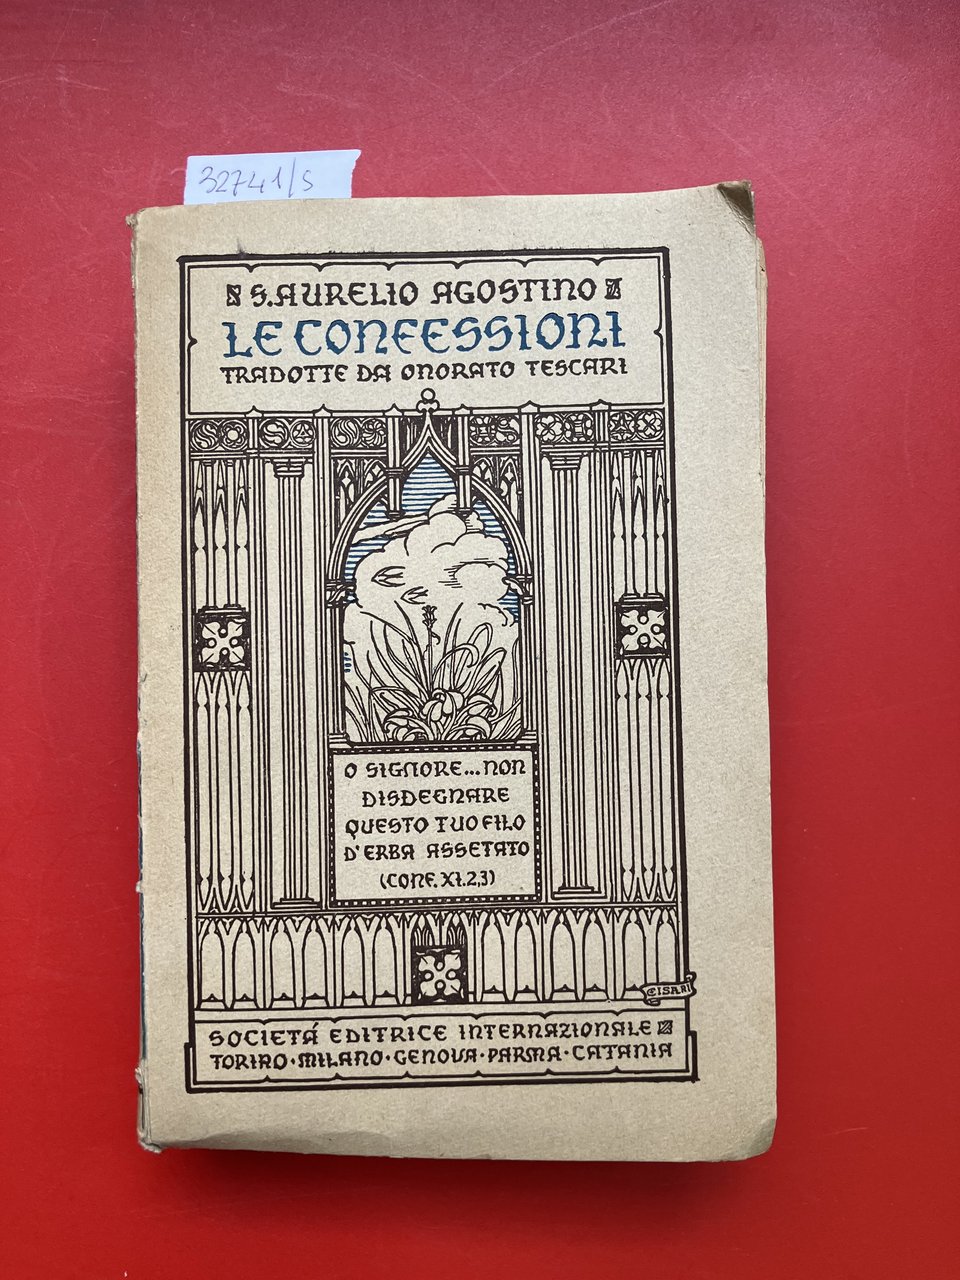 32741/s
S. AURELIO AGOSTINO
LE CONFESSIONI
TRADOTTE DA ONORATO TESCARI
O SIGNORE... NON
DISDEGNARE
QUESTO TUO FILO
D'ERBA ASSETATO
(CONF. XI.2,3)
CISARI
SOCIETÁ EDITRICE INTERNAZIONALE
TORINO·MILANO·GENOVA·PARMA·CATANIA